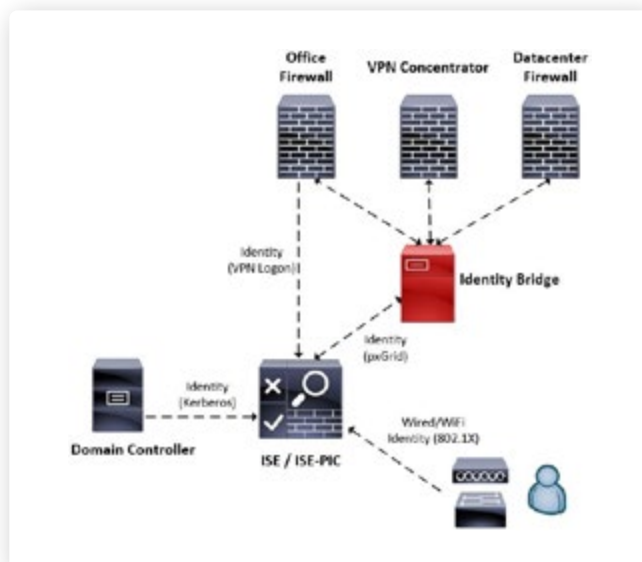 Office
Firewall
VPN Concentrator
Datacenter
Firewall
Identity
(VPN Logon)
Identity Bridge
Identity
(pxGrid)
Identity
(Kerberos)
Domain Controller
ISE / ISE-PIC
Wired/WiFi
Identity (802.1X)